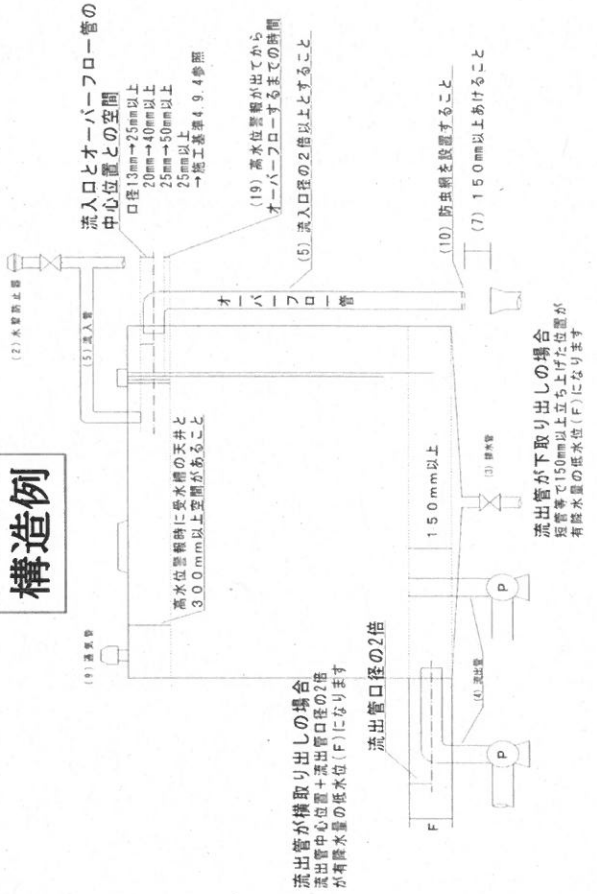 構造例
(2) 水撃防止器
(5) 流入管
(9) 通気管
流入口とオーバーフロー管の
中心位置との空間
口径13mm→25mm以上
20mm→40mm以上
25mm→50mm以上
25mm以上
→施工基準4.9.4参照
(19) 高水位警報が出てから
オーバーフローするまでの時間
(5) 流入口径の2倍以上とすること
オーバーフロー管
(10) 防虫網を設置すること
(7) 150mm以上あけること
高水位警報時に受水槽の天井と
300mm以上空間があること
150mm以上
(3) 排水管
流出管が横取り出しの場合
流出管中心位置+流出管口径の2倍
が有降水量の低水位(F)になります
流出管口径の2倍
F
P
(4) 流出管
P
流出管が下取り出しの場合
短管等で150mm以上立ち上げた位置が
有降水量の低水位(F)になります